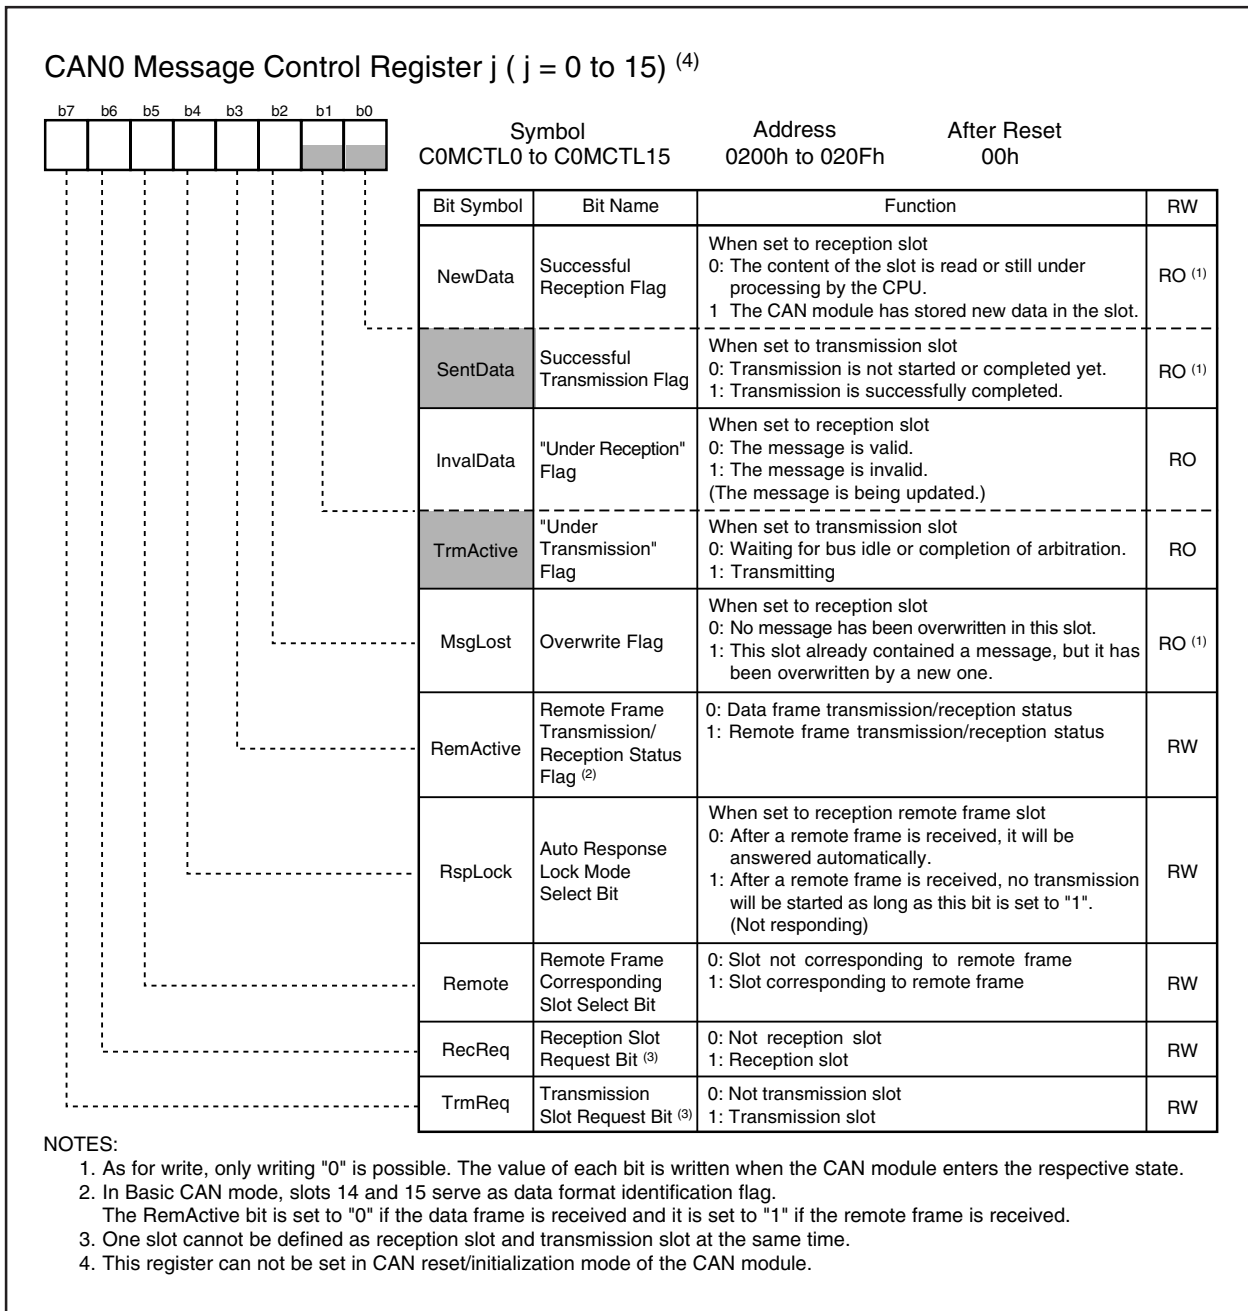 CAN0 Message Control Register j ( j = 0 to 15) (4)
b7 b6 b5 b4 b3 b2 b1 b0
Symbol Address After Reset
C0MCTL0 to C0MCTL15 0200h to 020Fh 00h
Bit Symbol Bit Name Function RW
NewData
Successful
Reception Flag
When set to reception slot
0: The content of the slot is read or still under
processing by the CPU.
1 The CAN module has stored new data in the slot.
RO (1)
SentData
Successful
Transmission Flag
When set to transmission slot
0: Transmission is not started or completed yet.
1: Transmission is successfully completed.
RO (1)
InvalData
"Under Reception"
Flag
When set to reception slot
0: The message is valid.
1: The message is invalid.
(The message is being updated.)
RO
TrmActive
"Under
Transmission"
Flag
When set to transmission slot
0: Waiting for bus idle or completion of arbitration.
1: Transmitting
RO
MsgLost
Overwrite Flag
When set to reception slot
0: No message has been overwritten in this slot.
1: This slot already contained a message, but it has
been overwritten by a new one.
RO (1)
RemActive
Remote Frame
Transmission/
Reception Status
Flag (2)
0: Data frame transmission/reception status
1: Remote frame transmission/reception status
RW
RspLock
Auto Response
Lock Mode
Select Bit
When set to reception remote frame slot
0: After a remote frame is received, it will be
answered automatically.
1: After a remote frame is received, no transmission
will be started as long as this bit is set to "1".
(Not responding)
RW
Remote
Remote Frame
Corresponding
Slot Select Bit
0: Slot not corresponding to remote frame
1: Slot corresponding to remote frame
RW
RecReq
Reception Slot
Request Bit (3)
0: Not reception slot
1: Reception slot
RW
TrmReq
Transmission
Slot Request Bit (3)
0: Not transmission slot
1: Transmission slot
RW
NOTES:
1. As for write, only writing "0" is possible. The value of each bit is written when the CAN module enters the respective state.
2. In Basic CAN mode, slots 14 and 15 serve as data format identification flag.
The RemActive bit is set to "0" if the data frame is received and it is set to "1" if the remote frame is received.
3. One slot cannot be defined as reception slot and transmission slot at the same time.
4. This register can not be set in CAN reset/initialization mode of the CAN module.